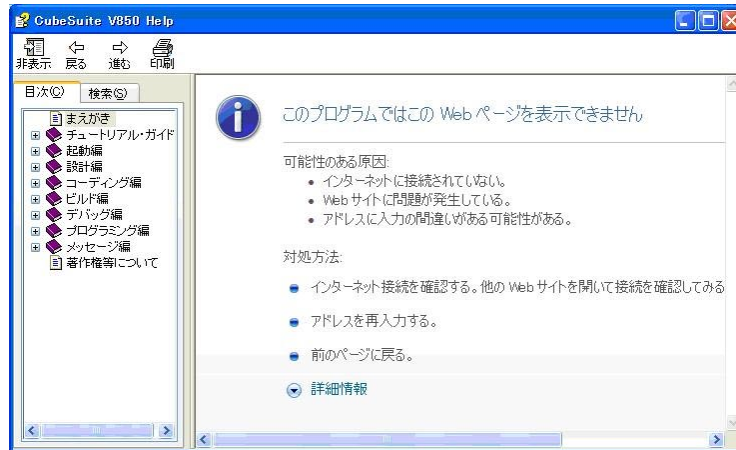 CubeSuite V850 Help
非表示 戻る 進む 印刷
目次(C) 検索(S)
まえがき
チュートリアル・ガイド
起動編
設計編
コーディング編
ビルド編
デバッグ編
プログラミング編
メッセージ編
著作権等について
このプログラムではこの Web ページを表示できません
可能性のある原因:
インターネットに接続されていない。
Web サイトに問題が発生している。
アドレスに入力の間違いがある可能性がある。
対処方法:
インターネット接続を確認する。他の Web サイトを開いて接続を確認してみる
アドレスを再入力する。
前のページに戻る。
詳細情報